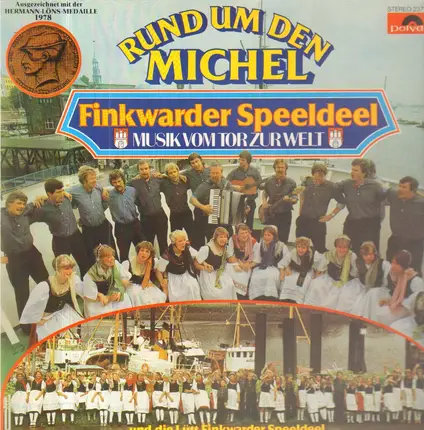 Ausgezeichnet mit der
HERMANN-LÖNS-MEDAILLE
1978
RUND UM DEN
MICHEL
STEREO
Polydor
Finkwarder Speeldeel
MUSIK VOM TOR ZUR WELT
und die Lütt Finkwarder Speeldeel